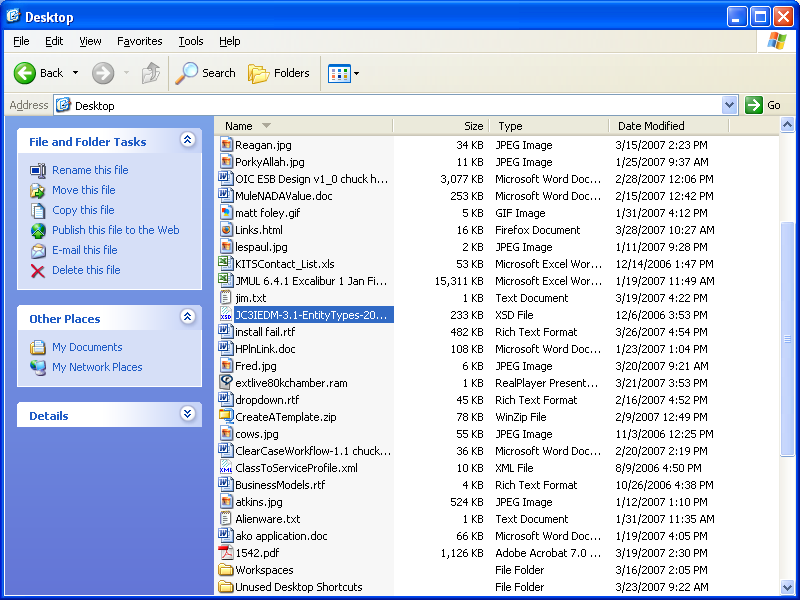 Desktop
File Edit View Favorites Tools Help
Back Search Folders
Address Desktop Go
File and Folder Tasks
Rename this file
Move this file
Copy this file
Publish this file to the Web
E-mail this file
Delete this file
Other Places
My Documents
My Network Places
Details
Name Size Type Date Modified
Reagan.jpg 34 KB JPEG Image 3/15/2007 2:23 PM
PorkyAllah.jpg 11 KB JPEG Image 1/25/2007 9:37 AM
OIC ESB Design v1_0 chuck h... 3,077 KB Microsoft Word Doc... 2/28/2007 12:06 PM
MuleNADAValue.doc 253 KB Microsoft Word Doc... 2/15/2007 12:42 PM
matt foley.gif 5 KB GIF Image 1/31/2007 4:12 PM
Links.html 16 KB Firefox Document 3/28/2007 10:27 AM
lespaul.jpg 2 KB JPEG Image 1/11/2007 9:28 PM
KITSContact_List.xls 53 KB Microsoft Excel Wor... 12/14/2006 1:47 PM
JMUL 6.4.1 Excalibur 1 Jan Fi... 15,311 KB Microsoft Excel Wor... 1/19/2007 11:49 AM
jim.txt 1 KB Text Document 3/19/2007 4:22 PM
JC3IEDM-3.1-EntityTypes-20... 233 KB XSD File 12/6/2006 3:53 PM
install fail.rtf 482 KB Rich Text Format 3/26/2007 4:54 PM
HPlnLink.doc 108 KB Microsoft Word Doc... 1/23/2007 1:04 PM
Fred.jpg 6 KB JPEG Image 3/20/2007 9:21 AM
extlive80kchamber.ram 1 KB RealPlayer Present... 3/21/2007 3:53 PM
dropdown.rtf 45 KB Rich Text Format 2/16/2007 4:52 PM
CreateATemplate.zip 78 KB WinZip File 2/9/2007 12:49 PM
cows.jpg 55 KB JPEG Image 11/3/2006 12:25 PM
ClearCaseWorkflow-1.1 chuck... 36 KB Microsoft Word Doc... 2/20/2007 2:19 PM
ClassToServiceProfile.xml 10 KB XML File 8/9/2006 4:50 PM
BusinessModels.rtf 4 KB Rich Text Format 10/26/2006 4:38 PM
atkins.jpg 524 KB JPEG Image 1/12/2007 1:10 PM
Alienware.txt 1 KB Text Document 1/31/2007 11:35 AM
ako application.doc 66 KB Microsoft Word Doc... 1/19/2007 4:05 PM
1542.pdf 1,126 KB Adobe Acrobat 7.0 ... 3/19/2007 2:30 PM
Workspaces File Folder 3/16/2007 2:05 PM
Unused Desktop Shortcuts File Folder 3/23/2007 9:22 AM